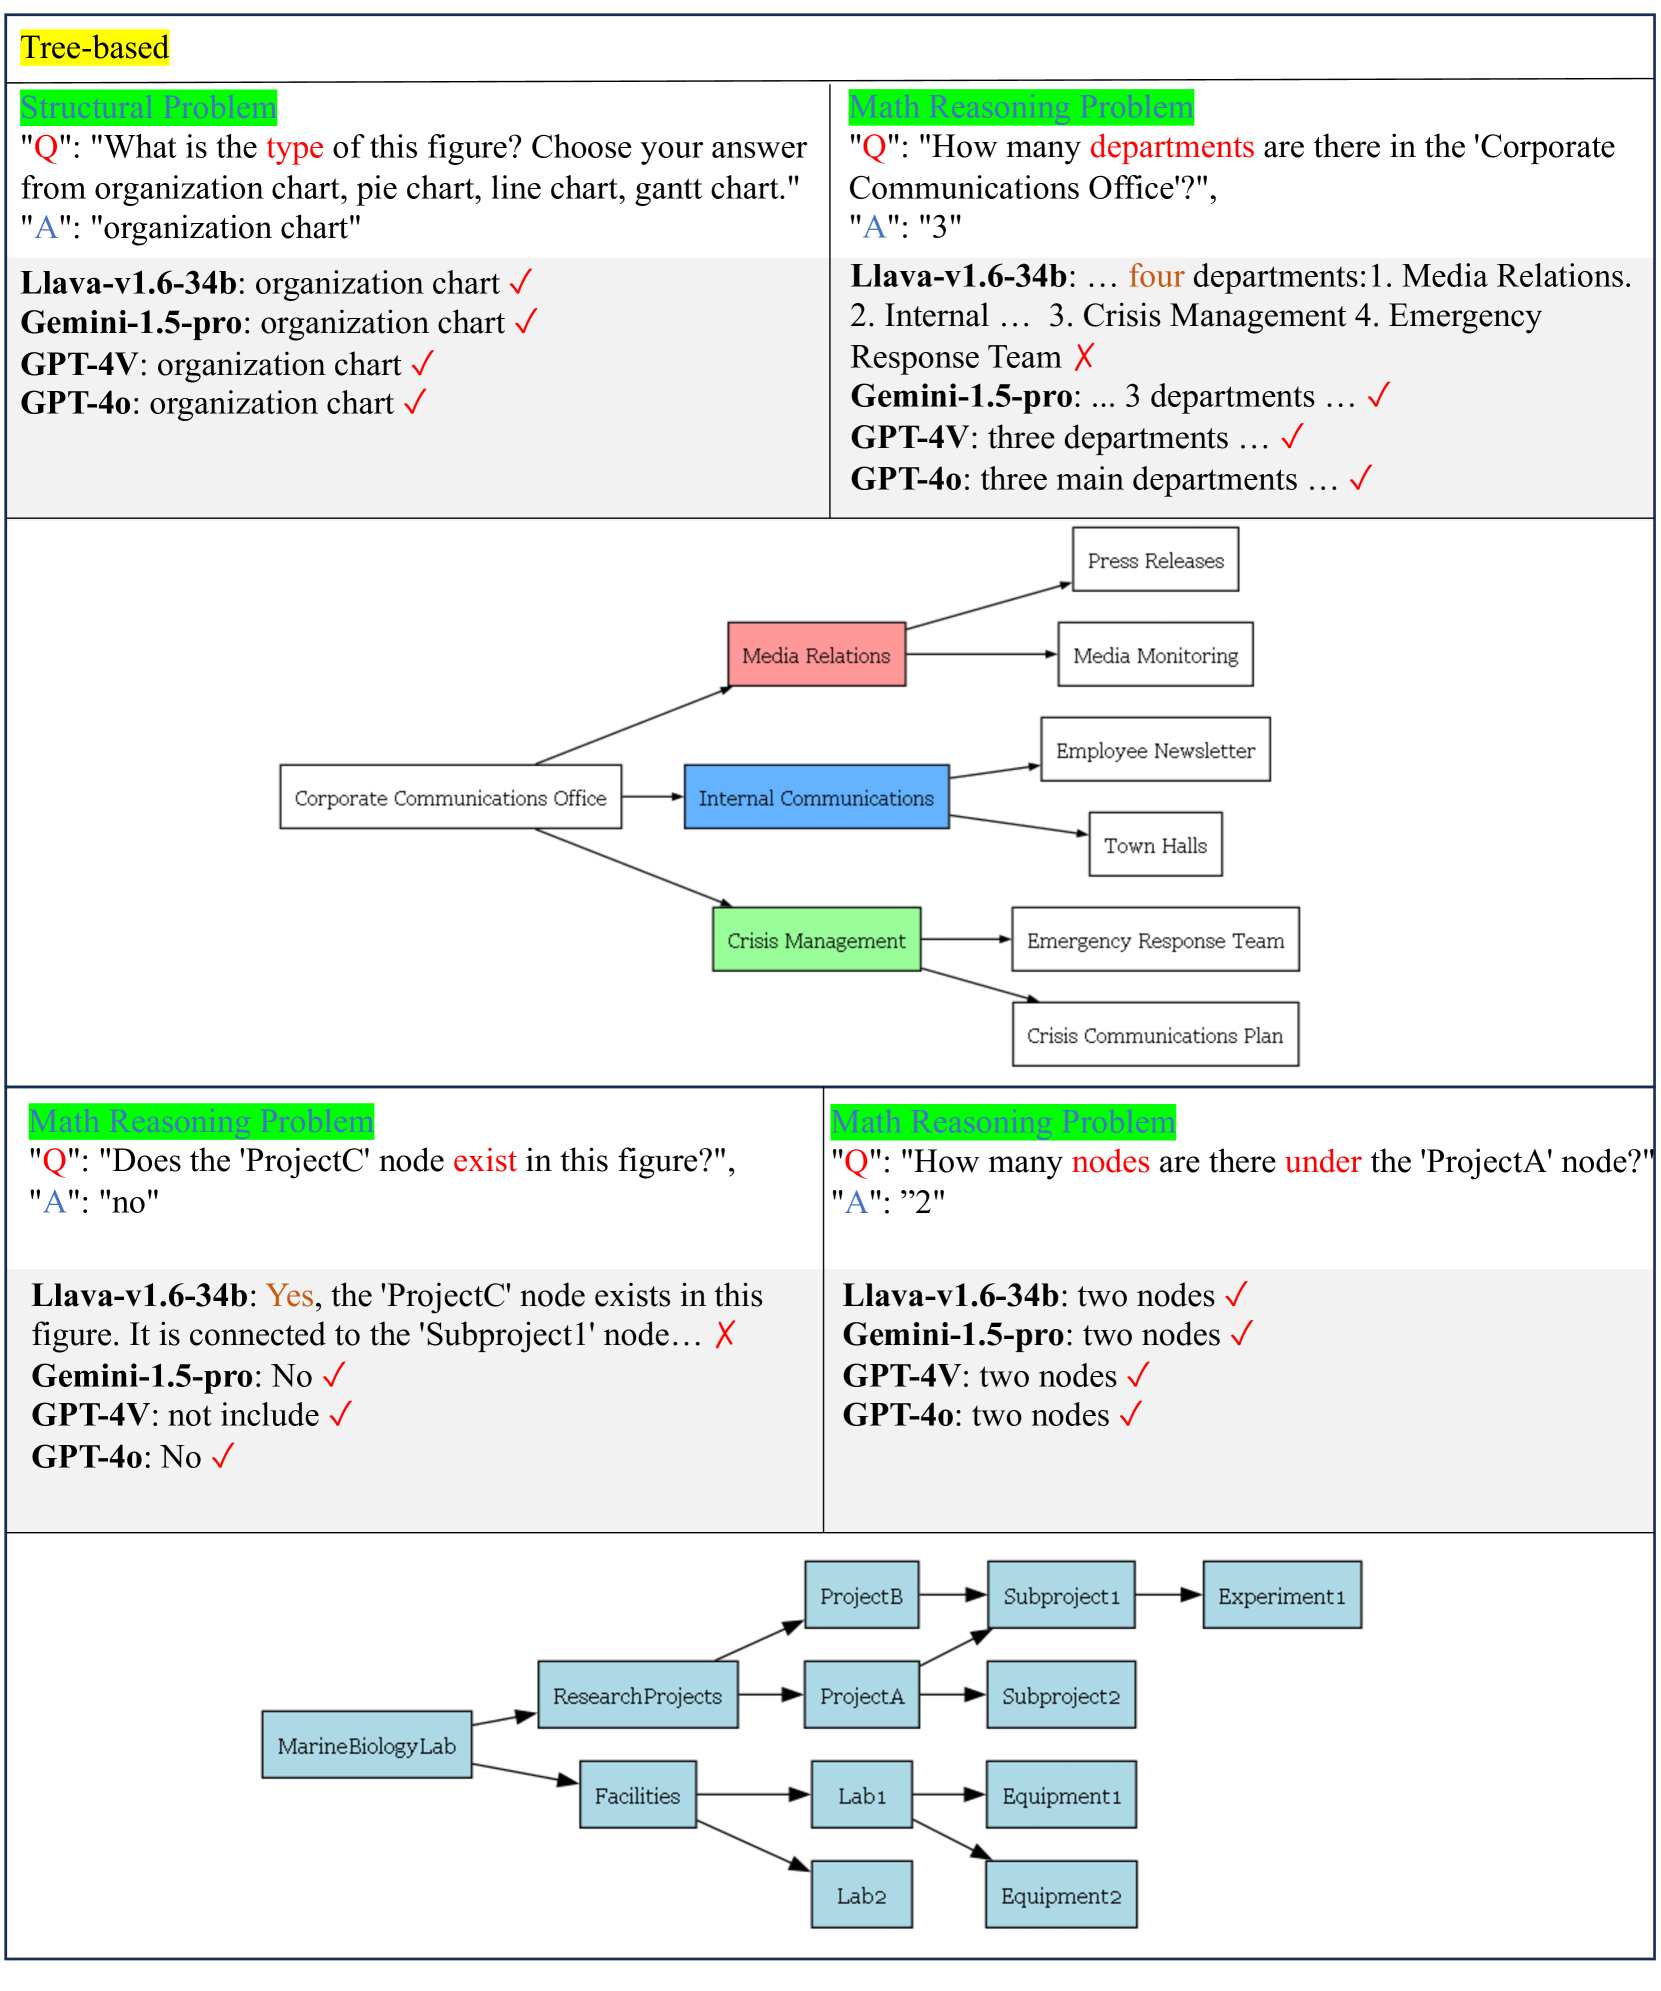 Tree-based
Structural Problem
"Q": "What is the type of this figure? Choose your answer
from organization chart, pie chart, line chart, gantt chart."
"A": "organization chart"
Llava-v1.6-34b: organization chart ✓
Gemini-1.5-pro: organization chart ✓
GPT-4V: organization chart ✓
GPT-4o: organization chart ✓
Math Reasoning Problem
"Q": "How many departments are there in the 'Corporate
Communications Office'?",
"A": "3"
Llava-v1.6-34b: … four departments:1. Media Relations.
2. Internal … 3. Crisis Management 4. Emergency
Response Team ✗
Gemini-1.5-pro: ... 3 departments … ✓
GPT-4V: three departments … ✓
GPT-4o: three main departments … ✓
Press Releases
Media Relations
Media Monitoring
Employee Newsletter
Corporate Communications Office
Internal Communications
Town Halls
Crisis Management
Emergency Response Team
Crisis Communications Plan
Math Reasoning Problem
"Q": "Does the 'ProjectC' node exist in this figure?",
"A": "no"
Llava-v1.6-34b: Yes, the 'ProjectC' node exists in this
figure. It is connected to the 'Subproject1' node… ✗
Gemini-1.5-pro: No ✓
GPT-4V: not include ✓
GPT-4o: No ✓
Math Reasoning Problem
"Q": "How many nodes are there under the 'ProjectA' node?"
"A": ”2"
Llava-v1.6-34b: two nodes ✓
Gemini-1.5-pro: two nodes ✓
GPT-4V: two nodes ✓
GPT-4o: two nodes ✓
ProjectB
Subproject1
Experiment1
ResearchProjects
ProjectA
Subproject2
MarineBiologyLab
Facilities
Lab1
Equipment1
Lab2
Equipment2